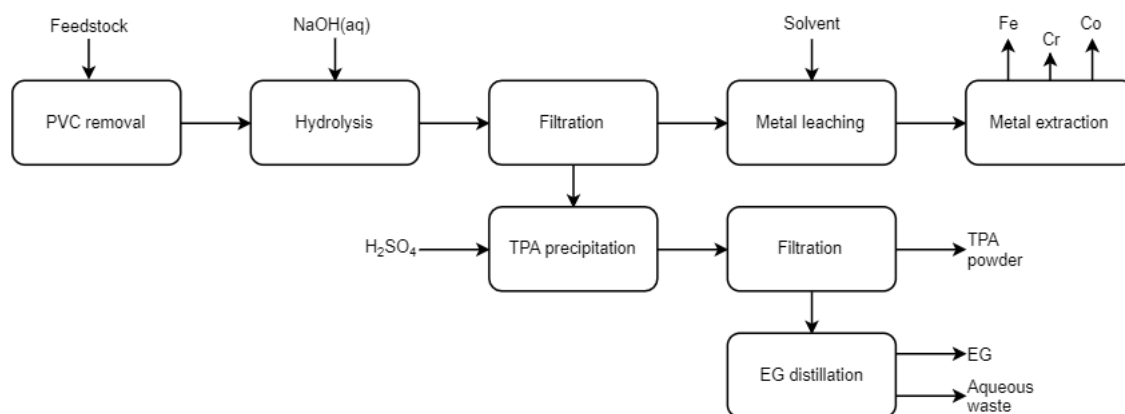 Feedstock
NaOH(aq)
Solvent
Fe
Cr
Co
PVC removal
Hydrolysis
Filtration
Metal leaching
Metal extraction
H₂SO₄
TPA precipitation
Filtration
TPA
powder
EG distillation
EG
Aqueous
waste